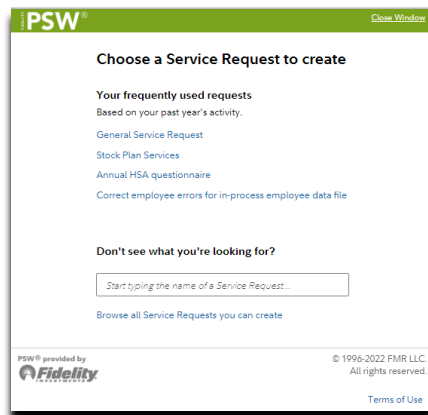 FIDELITY PSW®
Close Window
Choose a Service Request to create
Your frequently used requests
Based on your past year's activity.
General Service Request
Stock Plan Services
Annual HSA questionnaire
Correct employee errors for in-process employee data file
Don't see what you're looking for?
Start typing the name of a Service Request...
Browse all Service Requests you can create
PSW® provided by
Fidelity
INVESTMENTS
© 1996-2022 FMR LLC.
All rights reserved.
Terms of Use